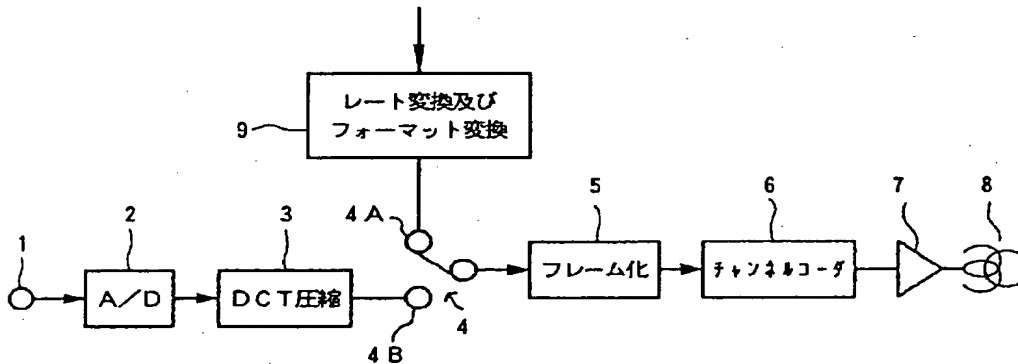 レート変換及び
フォーマット変換
9
4A
5
6
7
8
1
2
3
A/D
DCT圧縮
フレーム化
チャンネルコーダ
4
4B